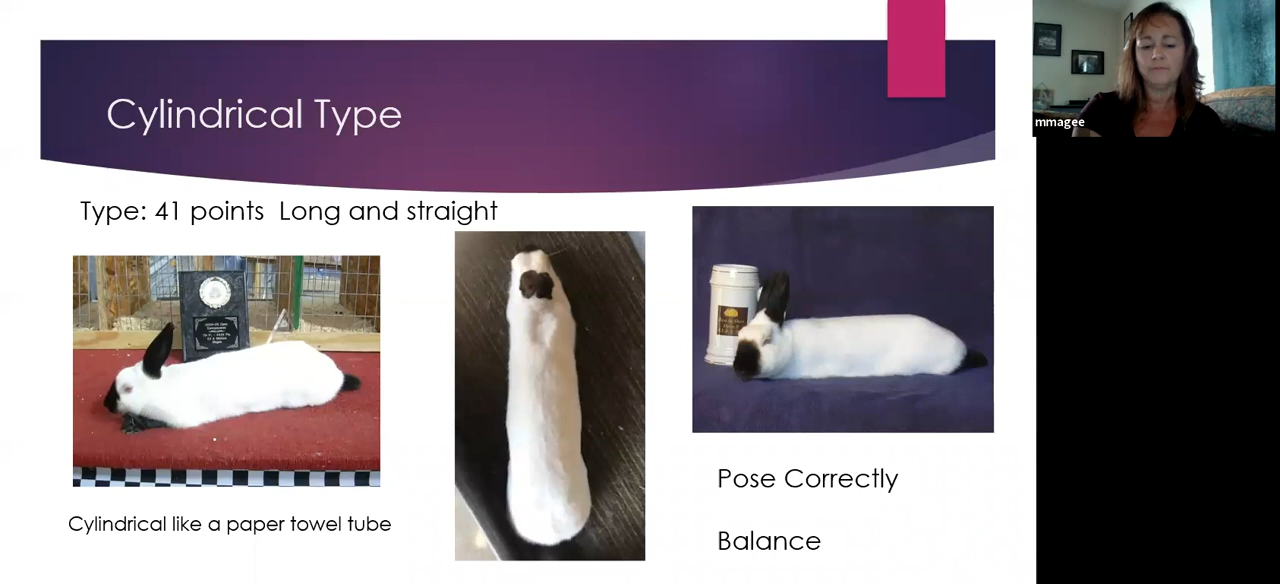 Cylindrical Type
mmagee
Type: 41 points  Long and straight
Cylindrical like a paper towel tube
Pose Correctly
Balance